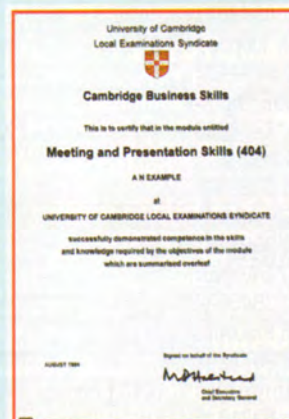 University of Cambridge
Local Examinations Syndicate
Cambridge Business Skills
This is to certify that in the module entitled
Meeting and Presentation Skills (404)
A N EXAMPLE
at
UNIVERSITY OF CAMBRIDGE LOCAL EXAMINATIONS SYNDICATE
successfully demonstrated competence in the skills
and knowledge required by the objectives of the module
which are summarised overleaf
Signed on behalf of the Syndicate
AUGUST
Chief Executive
and Secretary General